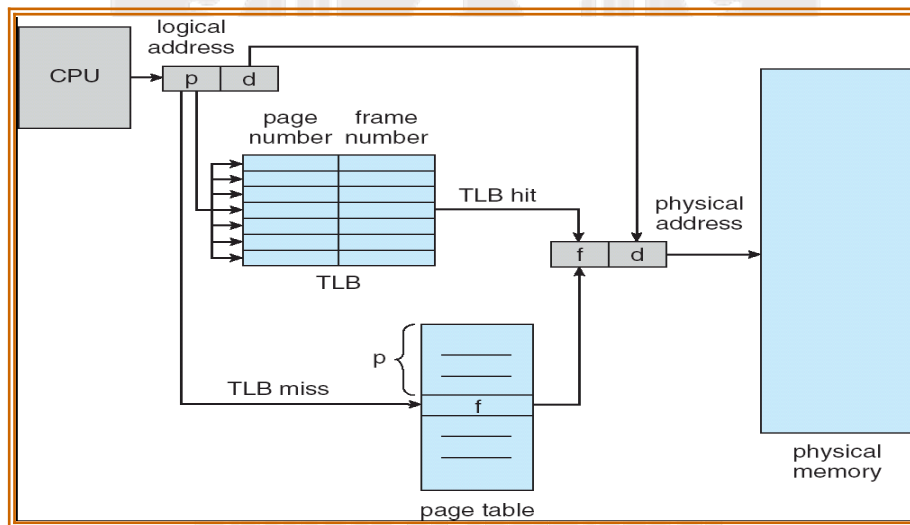 logical
address
CPU
p d
page number
frame number
TLB hit
physical
address
f d
TLB
p
TLB miss
f
page table
physical
memory